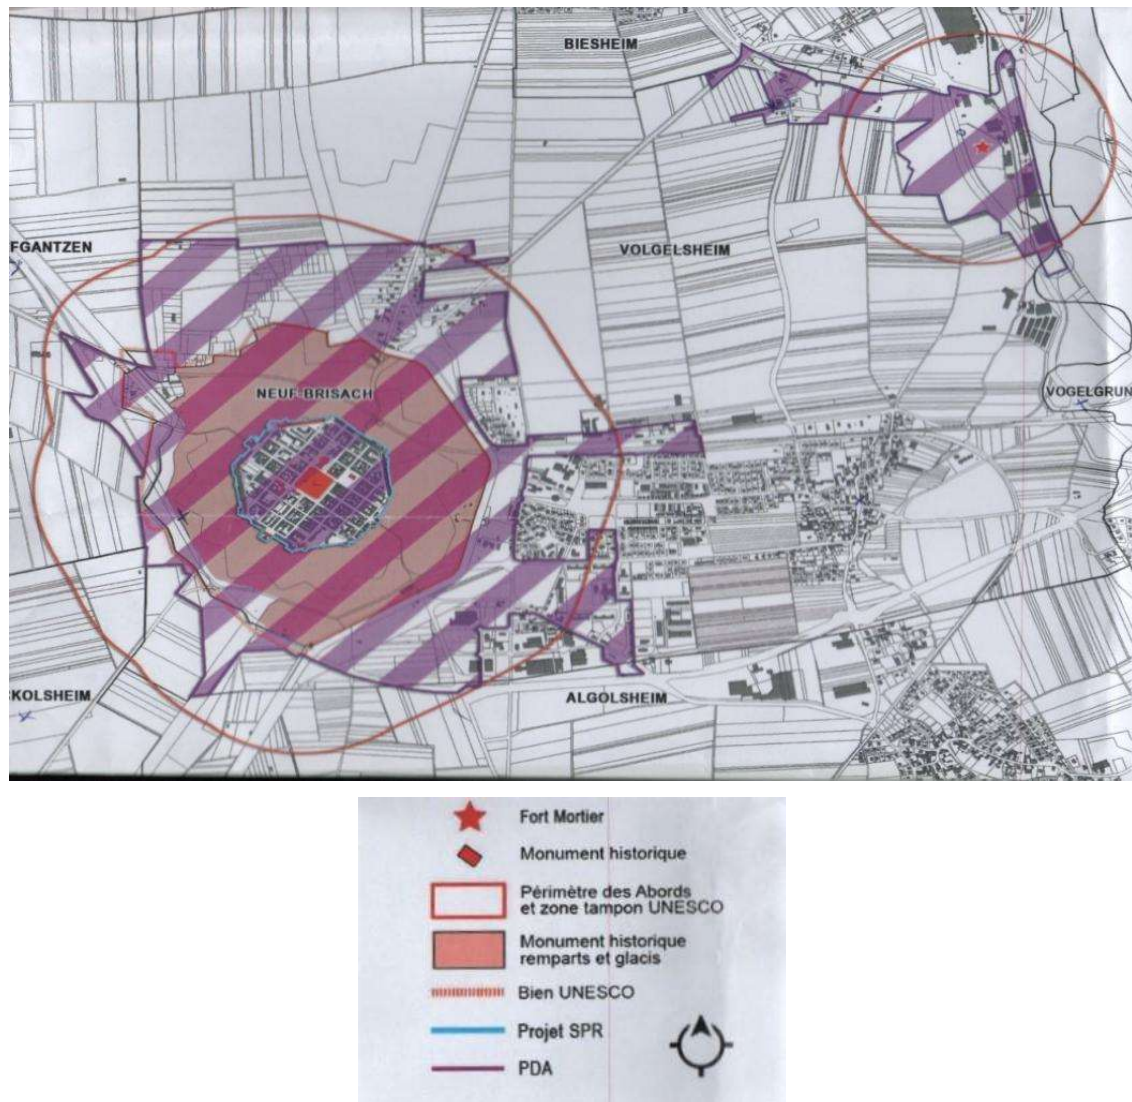 BIESHEIM
FGANTZEN
VOLGELSHEIM
NEUF-BRISACH
VOGELGRUN
CKOLSHEIM
ALGOLSHEIM
Fort Mortier
Monument historique
Périmètre des Abords
et zone tampon UNESCO
Monument historique
remparts et glacis
Bien UNESCO
Projet SPR
PDA